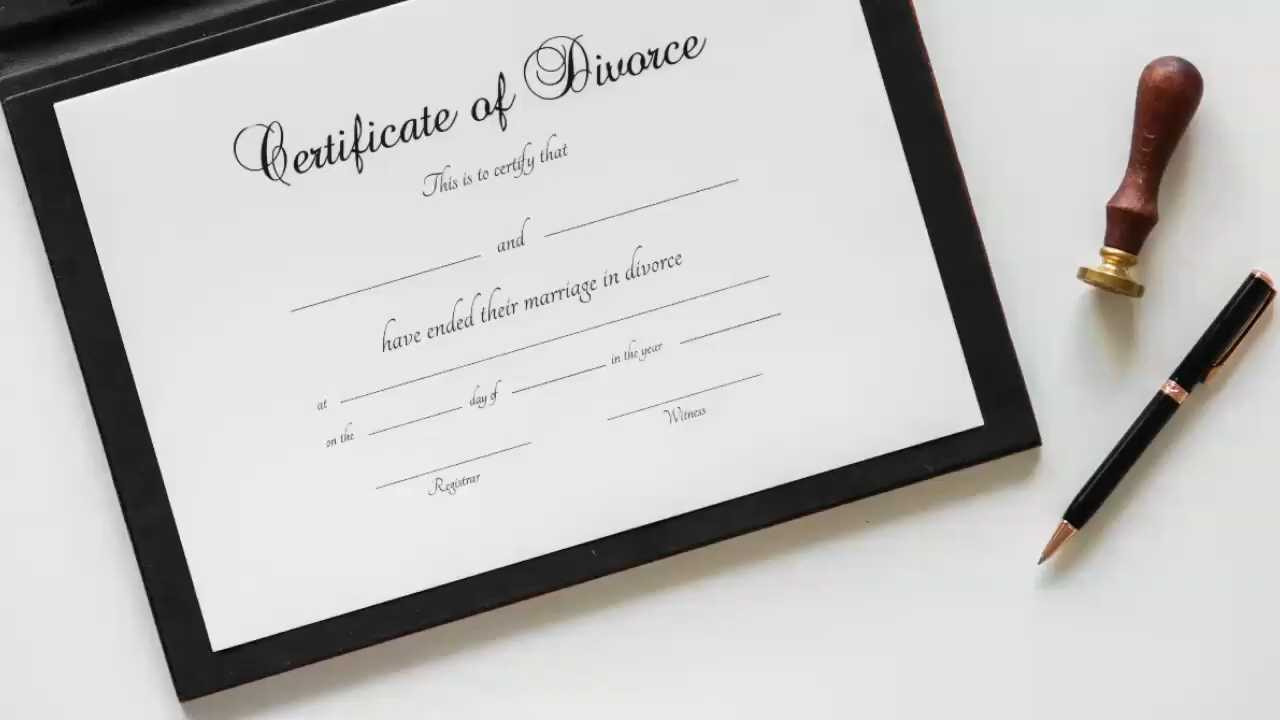 Certificate of Divorce
This is to certify that
and
have ended their marriage in divorce
at
on the day of in the year
Registrar Witness